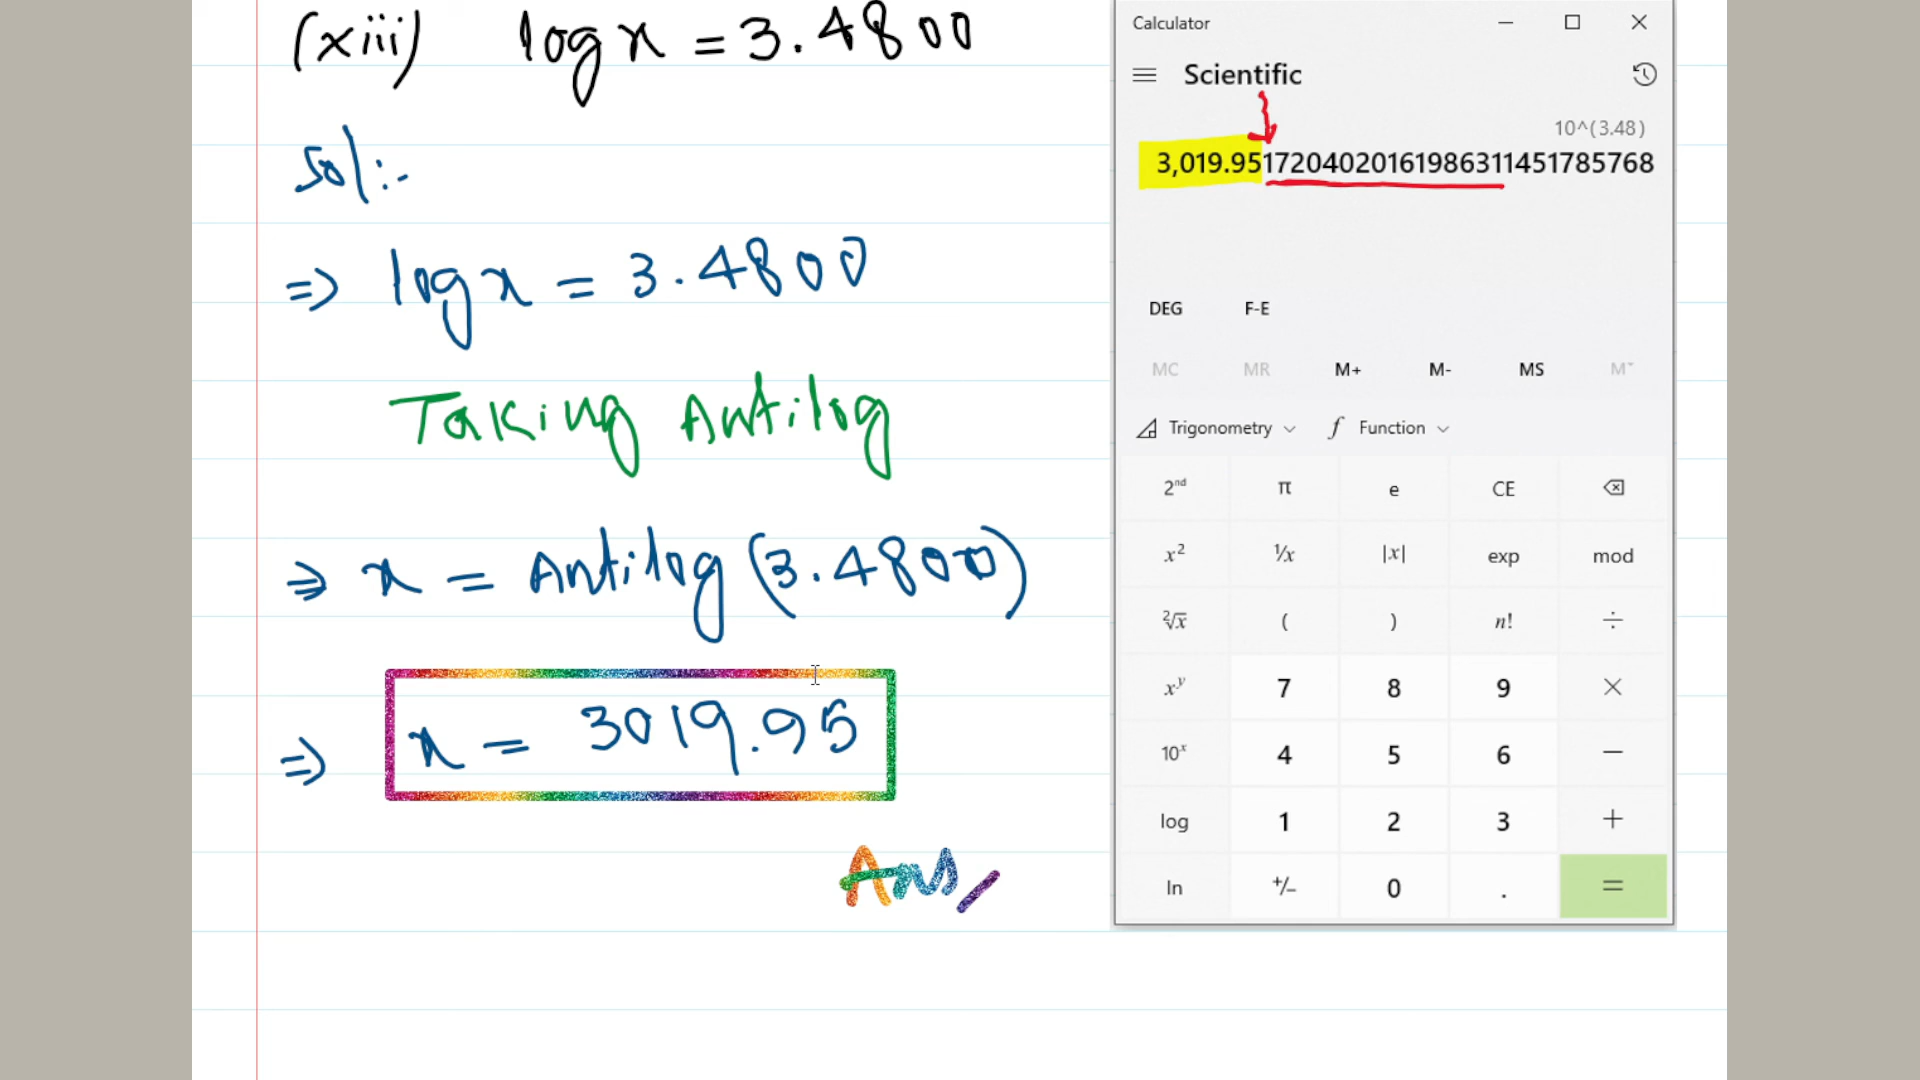 (xiii) log x = 3.4800
Sol:-
⇒ log x = 3.4800
Taking Antilog
⇒ x = Antilog (3.4800)
⇒ x = 3019.95
Ans,
Calculator
Scientific
10^(3.48)
3,019.9517204020161986311451785768
DEG F-E
MC MR M+ M- MS M˅
Trigonometry f Function
2ⁿᵈ π e CE
x² ¹/x |x| exp mod
²√x ( ) n! ÷
xʸ 7 8 9 ×
10ˣ 4 5 6 −
log 1 2 3 +
ln +/− 0 . =